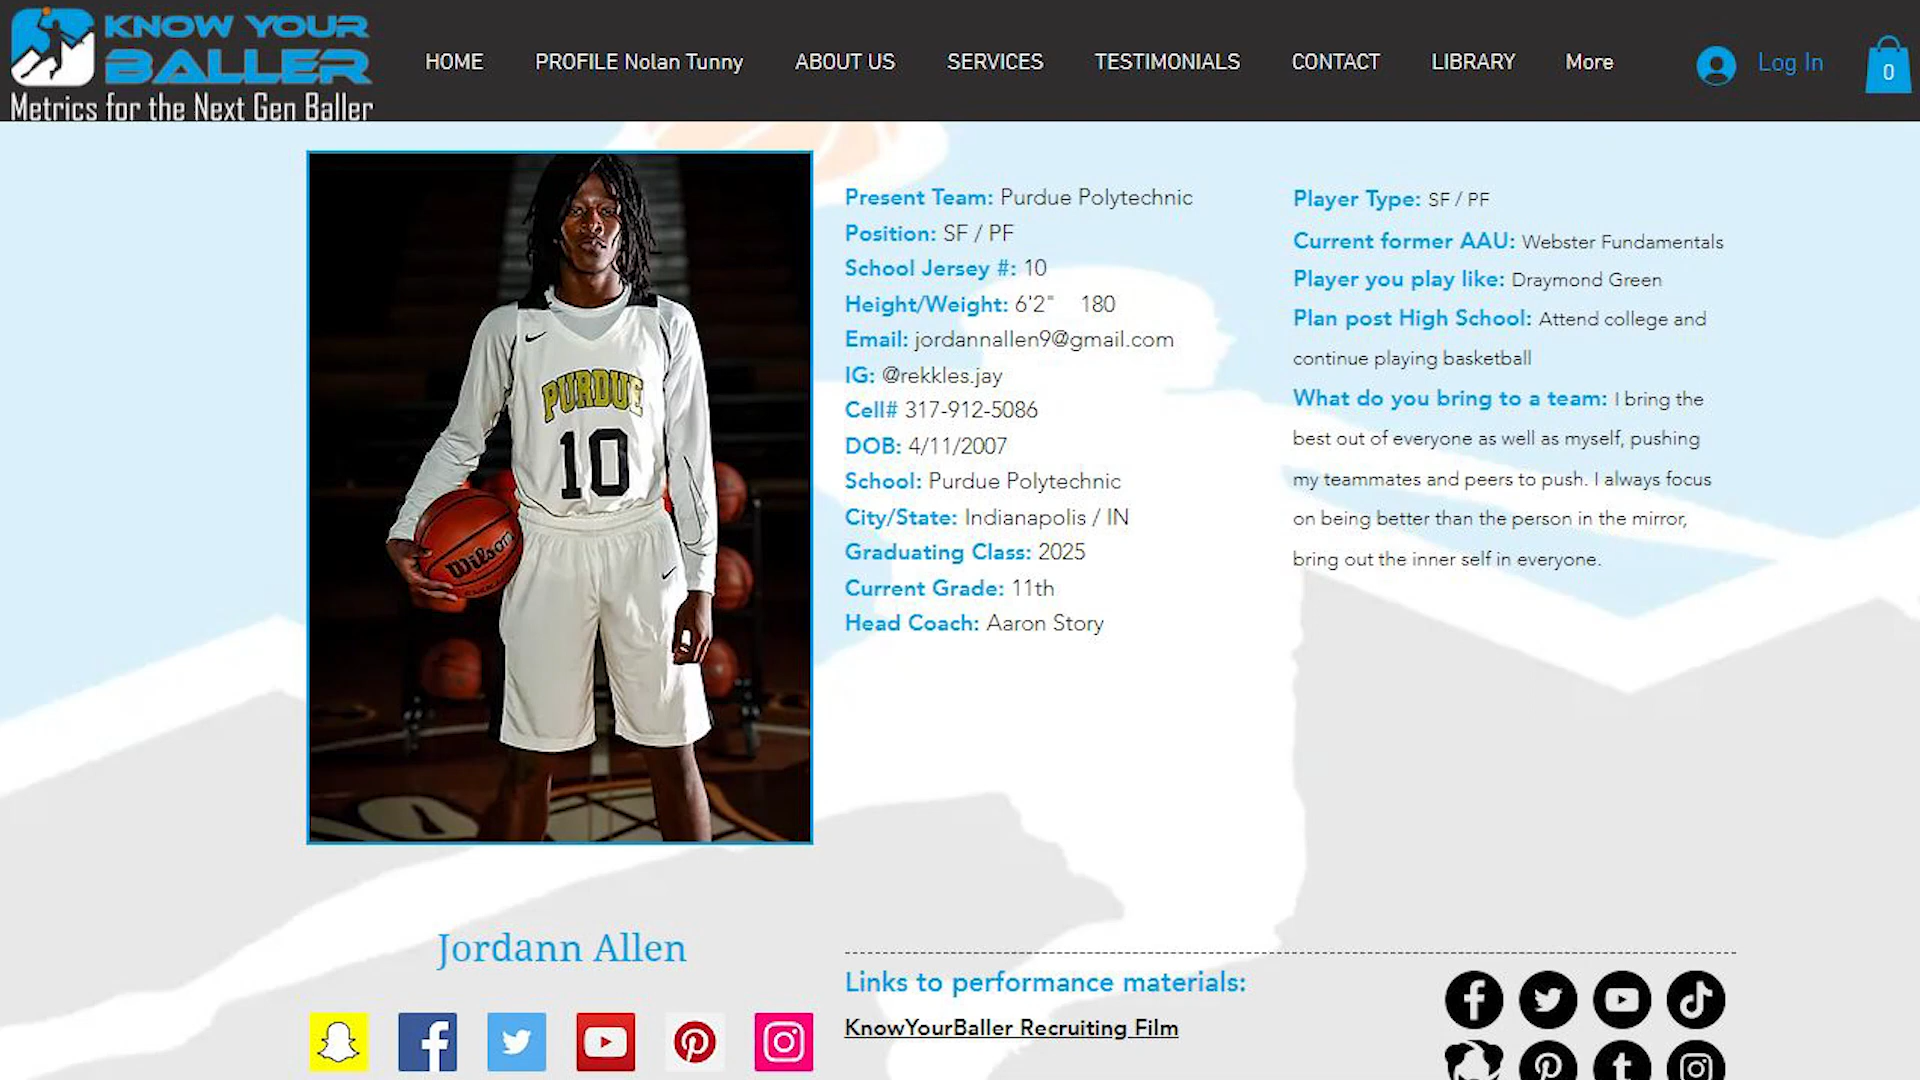 KNOW YOUR
BALLER
Metrics for the Next Gen Baller
HOME PROFILE Nolan Tunny ABOUT US SERVICES TESTIMONIALS CONTACT LIBRARY More
Log In
0
PURDUE
10
Wilson
Present Team: Purdue Polytechnic
Position: SF / PF
School Jersey #: 10
Height/Weight: 6'2" 180
Email: jordannallen9@gmail.com
IG: @rekkles.jay
Cell# 317-912-5086
DOB: 4/11/2007
School: Purdue Polytechnic
City/State: Indianapolis / IN
Graduating Class: 2025
Current Grade: 11th
Head Coach: Aaron Story
Player Type: SF / PF
Current former AAU: Webster Fundamentals
Player you play like: Draymond Green
Plan post High School: Attend college and
continue playing basketball
What do you bring to a team: I bring the
best out of everyone as well as myself, pushing
my teammates and peers to push. I always focus
on being better than the person in the mirror,
bring out the inner self in everyone.
Jordann Allen
Links to performance materials:
KnowYourBaller Recruiting Film